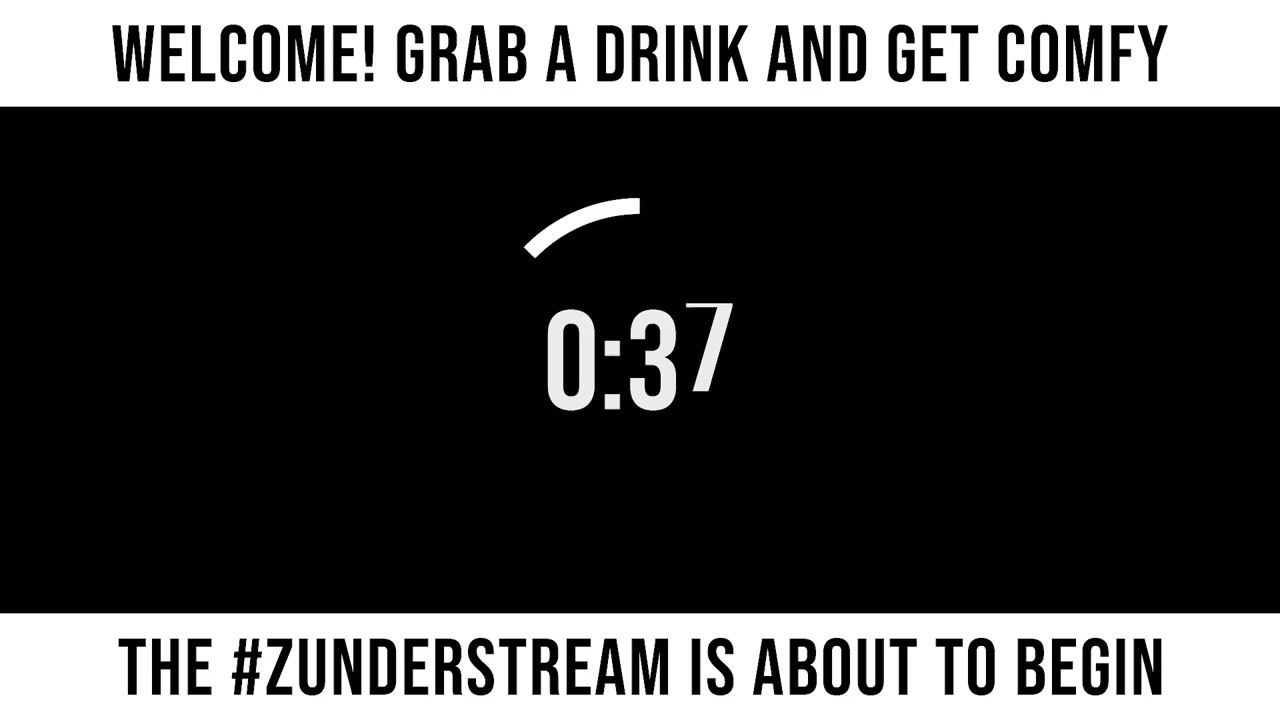 WELCOME! GRAB A DRINK AND GET COMFY
0:37
THE #ZUNDERSTREAM IS ABOUT TO BEGIN